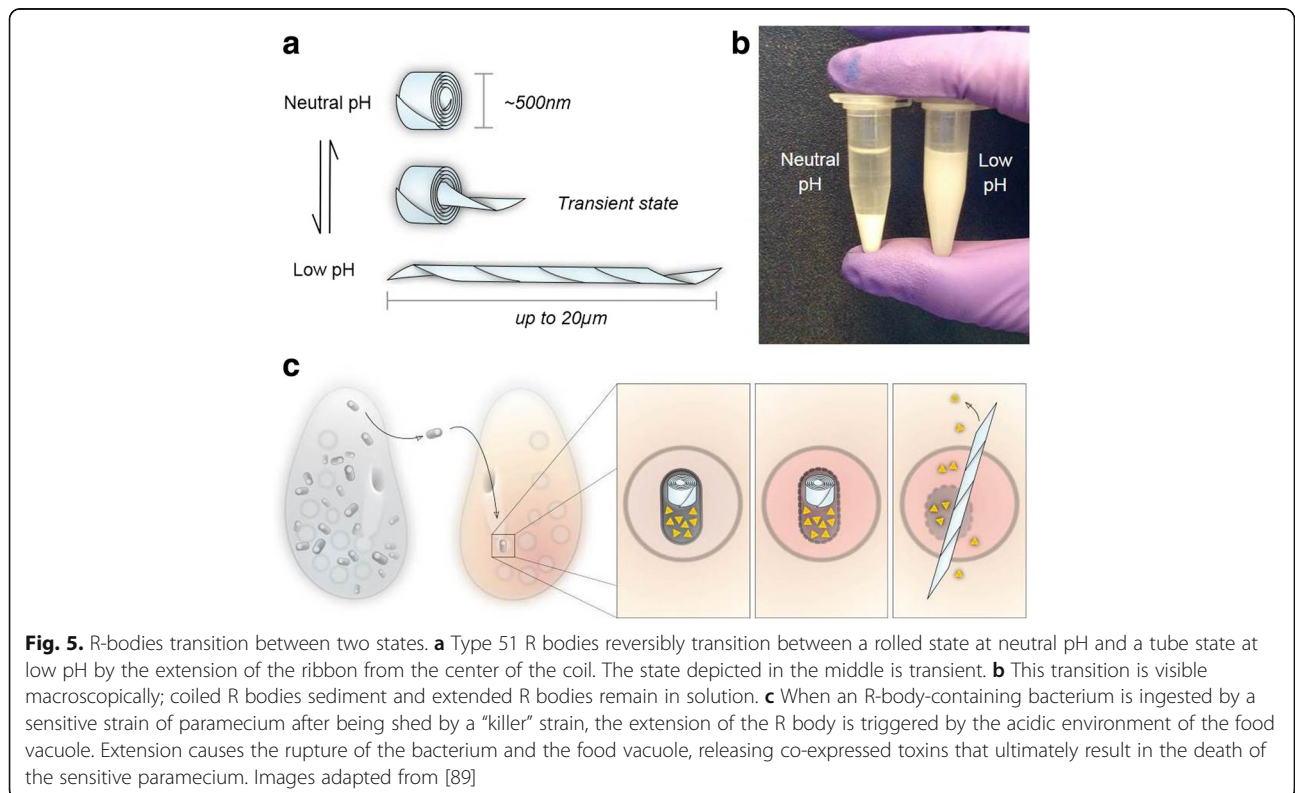 a
Neutral pH
~500nm
Transient state
Low pH
up to 20µm
b
Neutral
pH
Low
pH
c
Fig. 5. R-bodies transition between two states. a Type 51 R bodies reversibly transition between a rolled state at neutral pH and a tube state at
low pH by the extension of the ribbon from the center of the coil. The state depicted in the middle is transient. b This transition is visible
macroscopically; coiled R bodies sediment and extended R bodies remain in solution. c When an R-body-containing bacterium is ingested by a
sensitive strain of paramecium after being shed by a “killer” strain, the extension of the R body is triggered by the acidic environment of the food
vacuole. Extension causes the rupture of the bacterium and the food vacuole, releasing co-expressed toxins that ultimately result in the death of
the sensitive paramecium. Images adapted from [89]